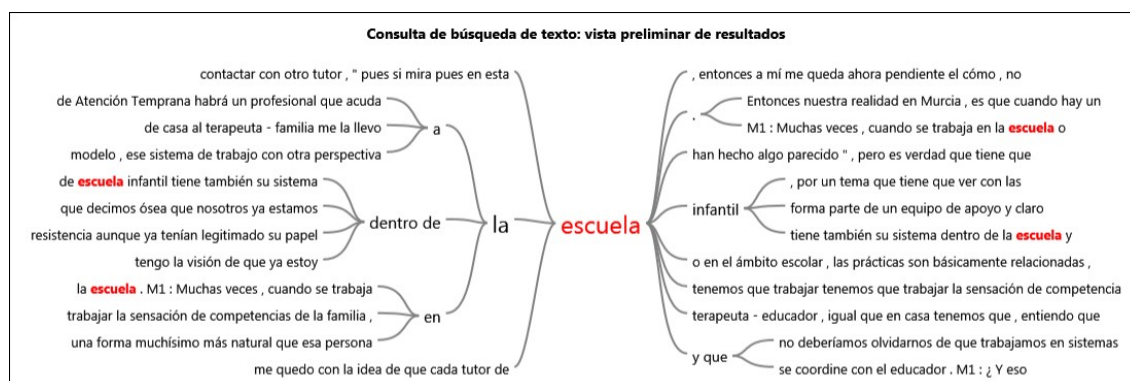 Consulta de búsqueda de texto: vista preliminar de resultados
contactar con otro tutor , " pues si mira pues en esta
de Atención Temprana habrá un profesional que acuda
de casa al terapeuta - familia me la llevo
modelo , ese sistema de trabajo con otra perspectiva
a
de escuela infantil tiene también su sistema
que decimos ósea que nosotros ya estamos
resistencia aunque ya tenían legitimado su papel
tengo la visión de que ya estoy
dentro de
la escuela . M1 : Muchas veces , cuando se trabaja
trabajar la sensación de competencias de la familia ,
una forma muchísimo más natural que esa persona
en
la
me quedo con la idea de que cada tutor de
escuela
, entonces a mí me queda ahora pendiente el cómo , no
.
Entonces nuestra realidad en Murcia , es que cuando hay un
M1 : Muchas veces , cuando se trabaja en la escuela o
han hecho algo parecido " , pero es verdad que tiene que
infantil
, por un tema que tiene que ver con las
forma parte de un equipo de apoyo y claro
tiene también su sistema dentro de la escuela y
o en el ámbito escolar , las prácticas son básicamente relacionadas ,
tenemos que trabajar tenemos que trabajar la sensación de competencia
terapeuta - educador , igual que en casa tenemos que , entiendo que
y que
no deberíamos olvidarnos de que trabajamos en sistemas
se coordine con el educador . M1 : ¿ Y eso